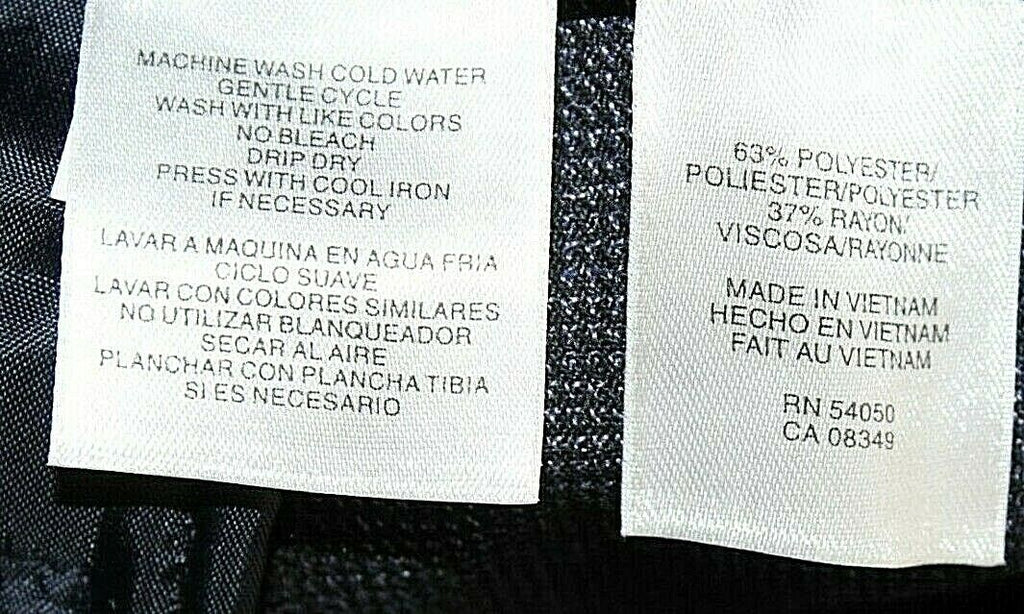 MACHINE WASH COLD WATER
GENTLE CYCLE
WASH WITH LIKE COLORS
NO BLEACH
DRIP DRY
PRESS WITH COOL IRON
IF NECESSARY
LAVAR A MAQUINA EN AGUA FRIA
CICLO SUAVE
LAVAR CON COLORES SIMILARES
NO UTILIZAR BLANQUEADOR
SECAR AL AIRE
PLANCHAR CON PLANCHA TIBIA
SI ES NECESARIO
63% POLYESTER/
POLIESTER/POLYESTER
37% RAYON/
VISCOSA/RAYONNE
MADE IN VIETNAM
HECHO EN VIETNAM
FAIT AU VIETNAM
RN 54050
CA 08349